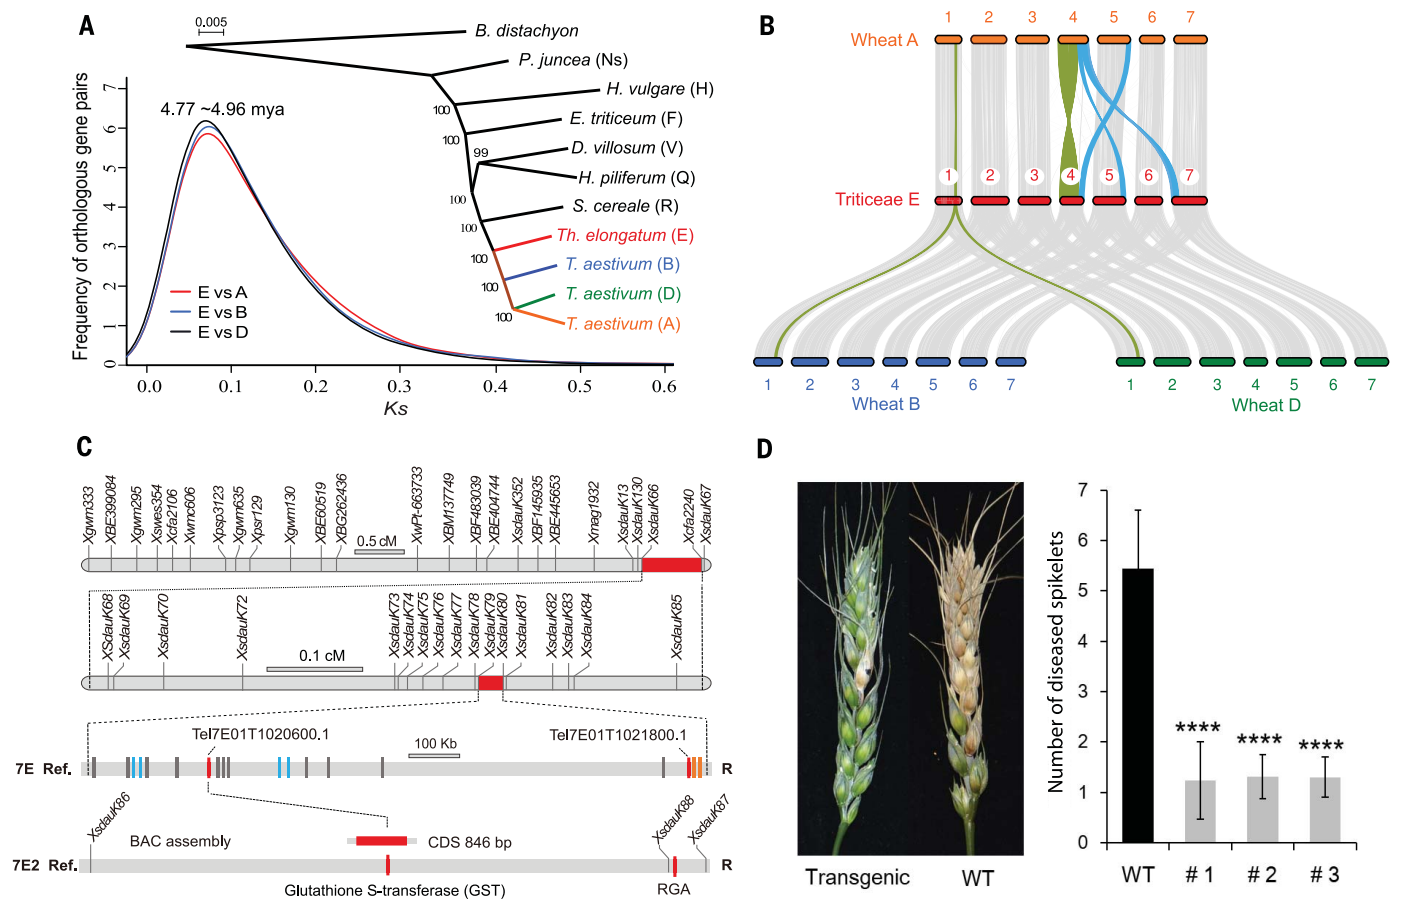 A
0.005
B. distachyon
P. juncea (Ns)
H. vulgare (H)
E. triticeum (F)
D. villosum (V)
H. piliferum (Q)
S. cereale (R)
Th. elongatum (E)
T. aestivum (B)
T. aestivum (D)
T. aestivum (A)
100
100
99
100
100
100
100
100
4.77 ~4.96 mya
Frequency of orthologous gene pairs
7
6
5
4
3
2
1
0
E vs A
E vs B
E vs D
0.0 0.1 0.2 0.3 0.4 0.5 0.6
Ks
B
1 2 3 4 5 6 7
Wheat A
1 2 3 4 5 6 7
Triticeae E
1 2 3 4 5 6 7
Wheat B
1 2 3 4 5 6 7
Wheat D
C
Xgwm333
XBE399084
Xgwm295
Xswes354
Xcfa2106
Xwmc606
Xpsp3123
Xgwm635
Xpsr129
Xgwm130
XBE60519
XBG262436
XwPt-663733
XBM137749
XBF483039
XBE404744
XsdauK352
XBF145935
XBE445653
Xmag1932
XsdauK13
XsdauK130
XsdauK66
Xcfa2240
XsdauK67
0.5 cM
XSdauK68
XsdauK69
XsdauK70
XsdauK72
XsdauK73
XsdauK74
XsdauK75
XsdauK76
XsdauK77
XsdauK78
XsdauK79
XsdauK80
XsdauK81
XsdauK82
XsdauK83
XsdauK84
XsdauK85
0.1 cM
Tel7E01T1020600.1
100 Kb
Tel7E01T1021800.1
7E Ref.
R
XsdauK86
BAC assembly
CDS 846 bp
XsdauK88
XsdauK87
7E2 Ref.
R
Glutathione S-transferase (GST)
RGA
D
Transgenic WT
Number of diseased spikelets
7
6
5
4
3
2
1
0
**** **** ****
WT # 1 # 2 # 3